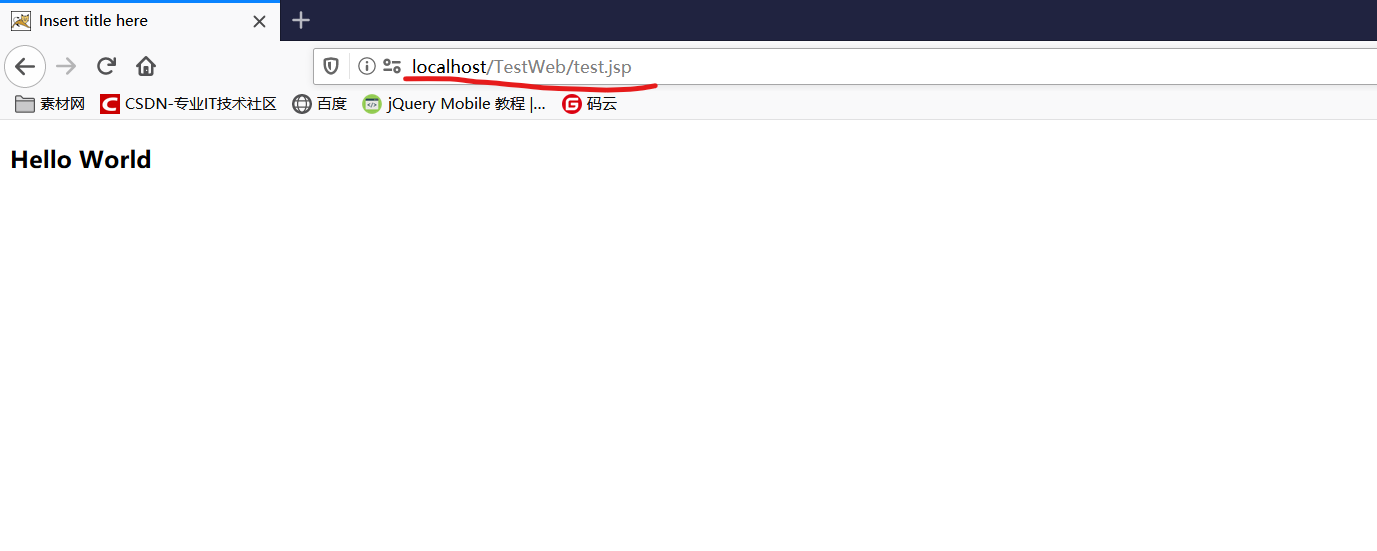 Insert title here
localhost/TestWeb/test.jsp
素材网 CSDN-专业IT技术社区 百度 jQuery Mobile 教程 |... 码云
Hello World